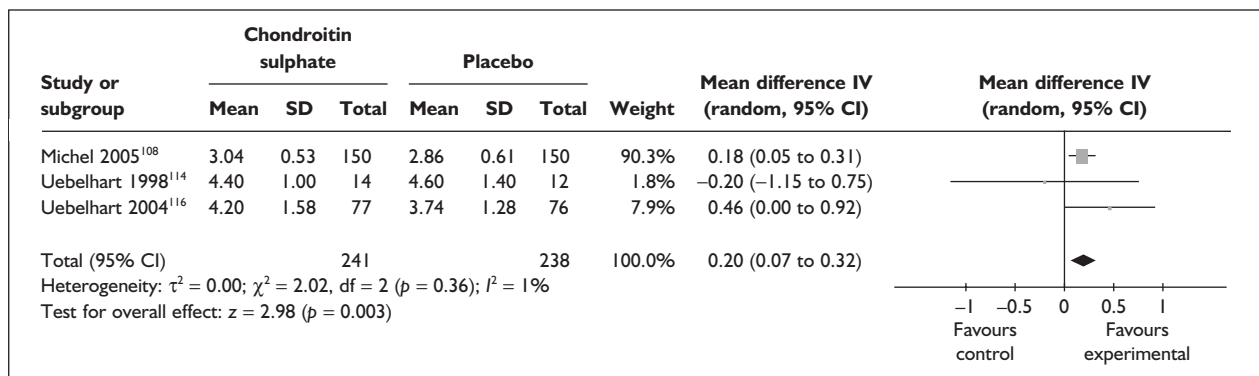 Chondroitin sulphate Placebo
Study or subgroup Mean SD Total Mean SD Total Weight Mean difference IV (random, 95% CI) Mean difference IV (random, 95% CI)
Michel 2005¹⁰⁸ 3.04 0.53 150 2.86 0.61 150 90.3% 0.18 (0.05 to 0.31)
Uebelhart 1998¹¹⁴ 4.40 1.00 14 4.60 1.40 12 1.8% −0.20 (−1.15 to 0.75)
Uebelhart 2004¹¹⁶ 4.20 1.58 77 3.74 1.28 76 7.9% 0.46 (0.00 to 0.92)
Total (95% CI) 241 238 100.0% 0.20 (0.07 to 0.32)
Heterogeneity: τ² = 0.00; χ² = 2.02, df = 2 (p = 0.36); I² = 1%
Test for overall effect: z = 2.98 (p = 0.003)
−1 −0.5 0 0.5 1
Favours control Favours experimental